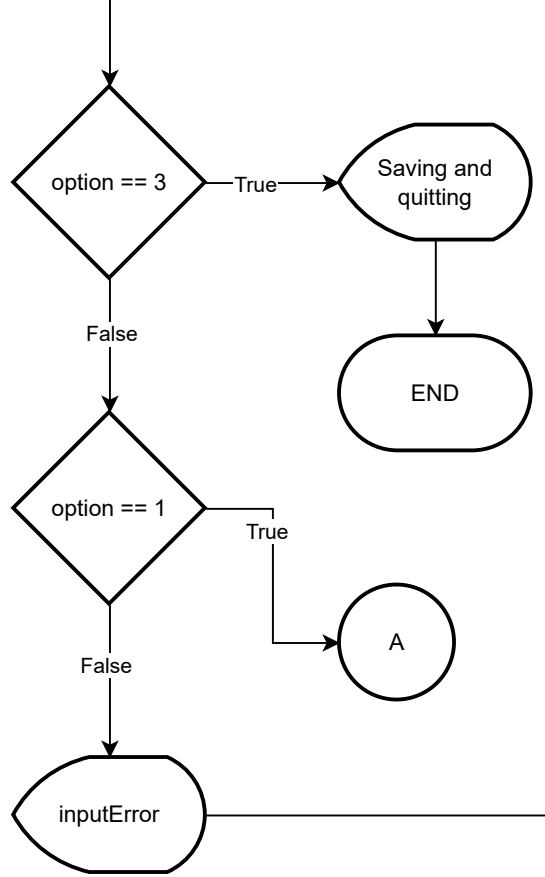 option == 3
True
Saving and
quitting
False
END
option == 1
True
A
False
inputError